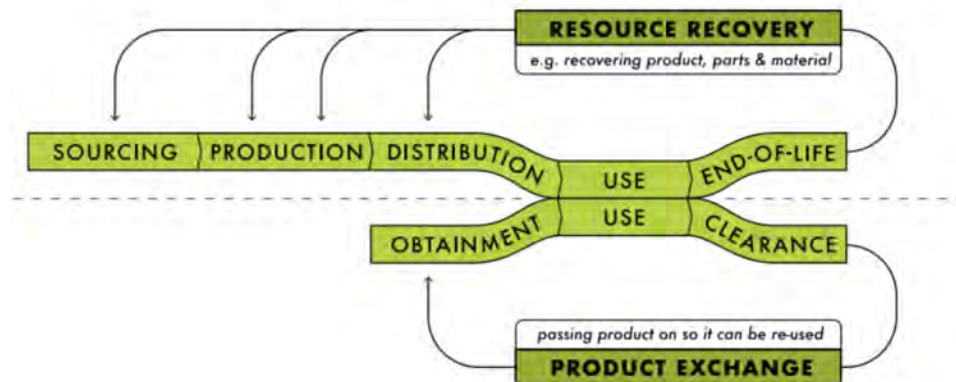 RESOURCE RECOVERY
e.g. recovering product, parts & material
SOURCING
PRODUCTION
DISTRIBUTION
USE
END-OF-LIFE
OBTAINMENT
USE
CLEARANCE
passing product on so it can be re-used
PRODUCT EXCHANGE